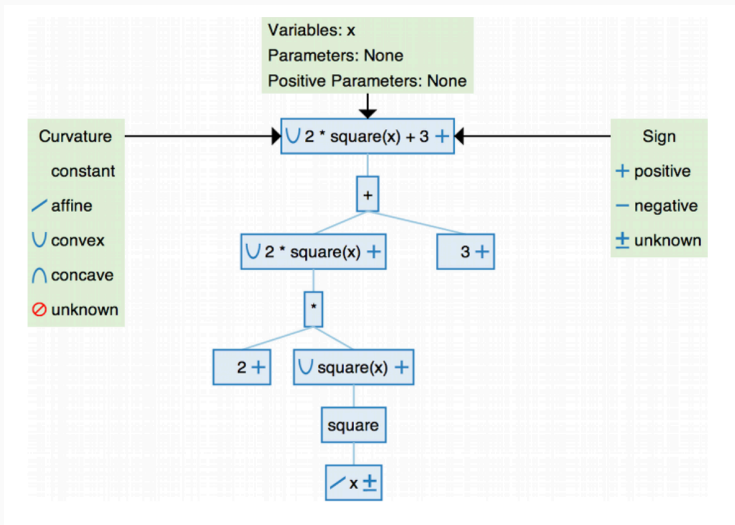 Variables: x
Parameters: None
Positive Parameters: None
Curvature
constant
affine
convex
concave
unknown
∪ 2 * square(x) + 3 +
Sign
+ positive
− negative
± unknown
+
∪ 2 * square(x) +
3 +
*
2 +
∪ square(x) +
square
x ±